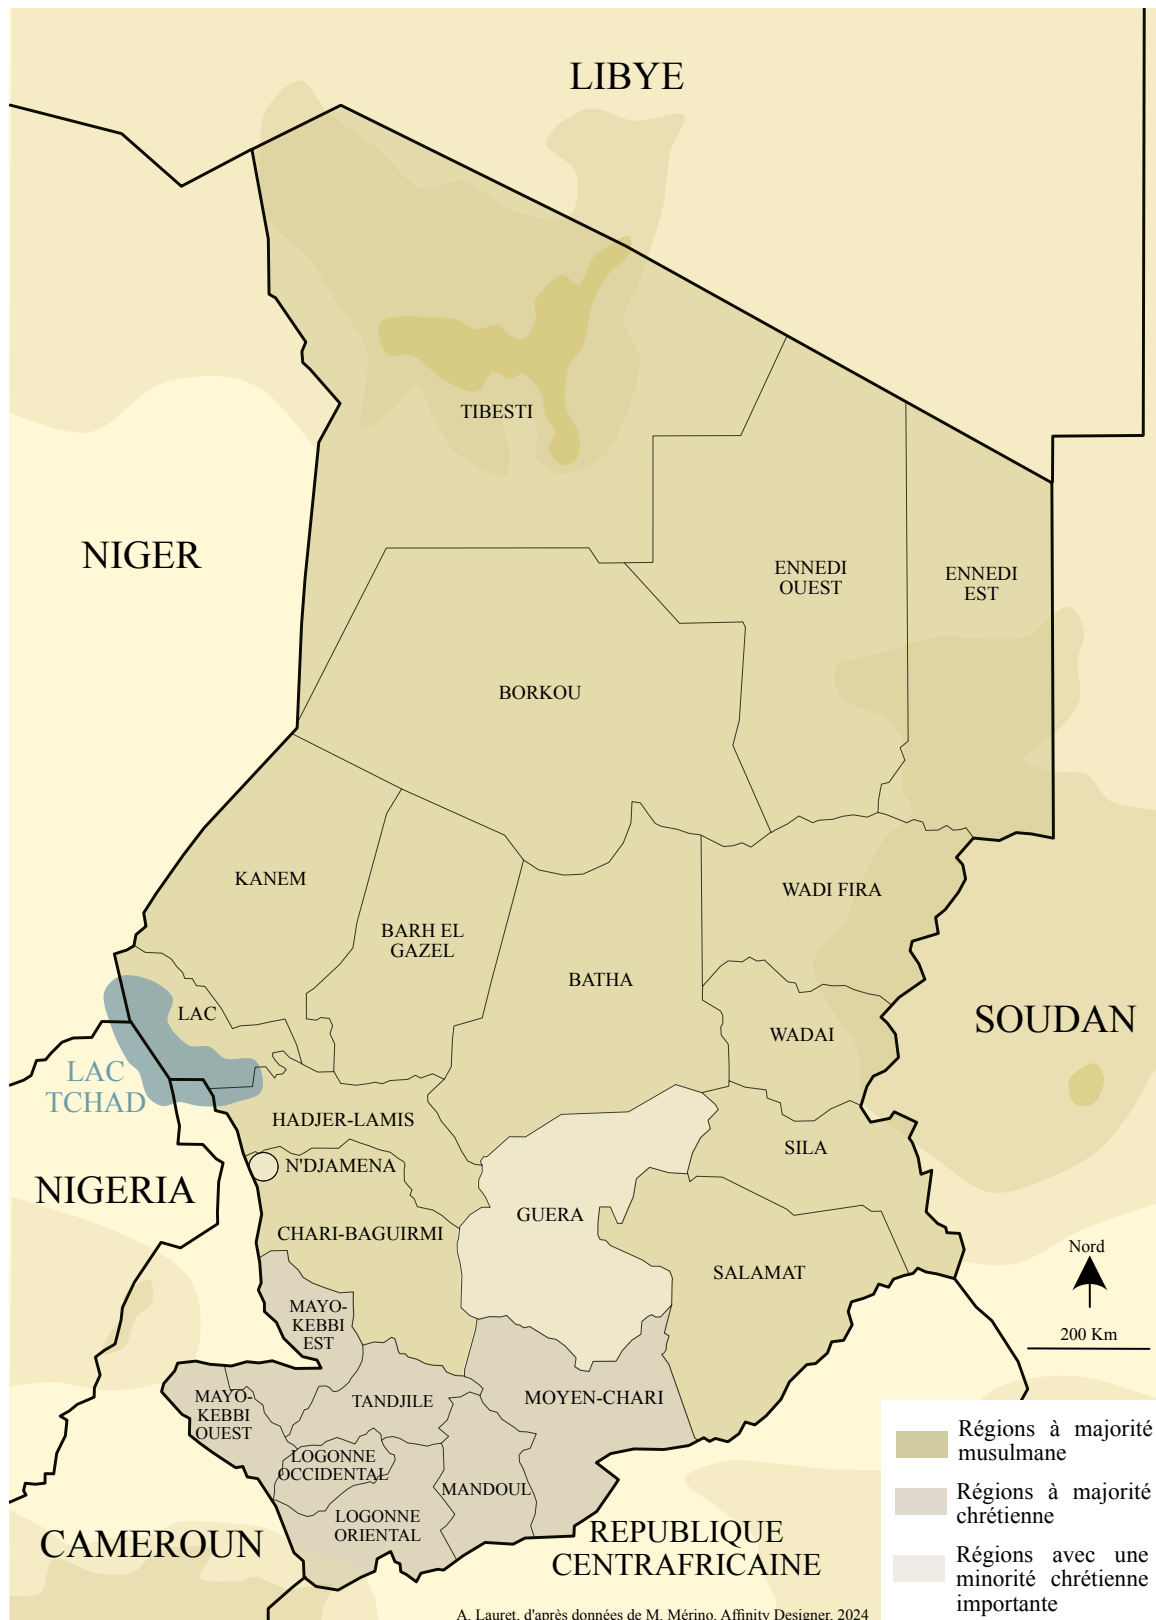 LIBYE
TIBESTI
NIGER
ENNEDI
OUEST
ENNEDI
EST
BORKOU
KANEM
WADI FIRA
BARH EL
GAZEL
BATHA
LAC
SOUDAN
WADAI
LAC
TCHAD
HADJER-LAMIS
SILA
N'DJAMENA
NIGERIA
GUERA
CHARI-BAGUIRMI
Nord
SALAMAT
MAYO-
KEBBI
EST
200 Km
MAYO-
KEBBI
OUEST
TANDJILE
MOYEN-CHARI
LOGONNE
OCCIDENTAL
MANDOUL
LOGONNE
ORIENTAL
CAMEROUN
REPUBLIQUE
CENTRAFRICAINE
Régions à majorité
musulmane
Régions à majorité
chrétienne
Régions avec une
minorité chrétienne
importante
A. Lauret, d'après données de M. Mérino, Affinity Designer, 2024